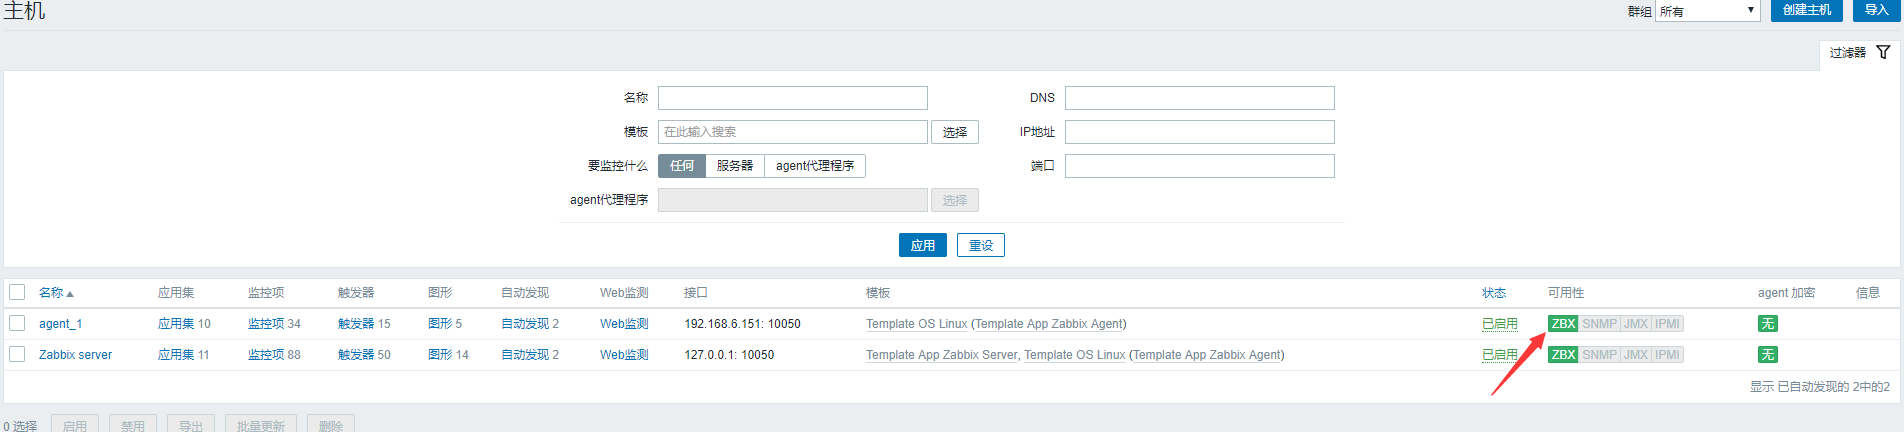 主机 群组 所有 创建主机 导入
过滤器
名称 DNS
模板 在此输入搜索 选择 IP地址
要监控什么 任何 服务器 agent代理程序 端口
agent代理程序 选择
应用 重设
名称 应用集 监控项 触发器 图形 自动发现 Web监测 接口 模板 状态 可用性 agent 加密 信息
agent_1 应用集 10 监控项 34 触发器 15 图形 5 自动发现 2 Web监测 192.168.6.151: 10050 Template OS Linux (Template App Zabbix Agent) 已启用 ZBX SNMP JMX IPMI 无
Zabbix server 应用集 11 监控项 88 触发器 50 图形 14 自动发现 2 Web监测 127.0.0.1: 10050 Template App Zabbix Server, Template OS Linux (Template App Zabbix Agent) 已启用 ZBX SNMP JMX IPMI 无
显示 已自动发现的 2中的2
0 选择 启用 禁用 导出 批量更新 删除